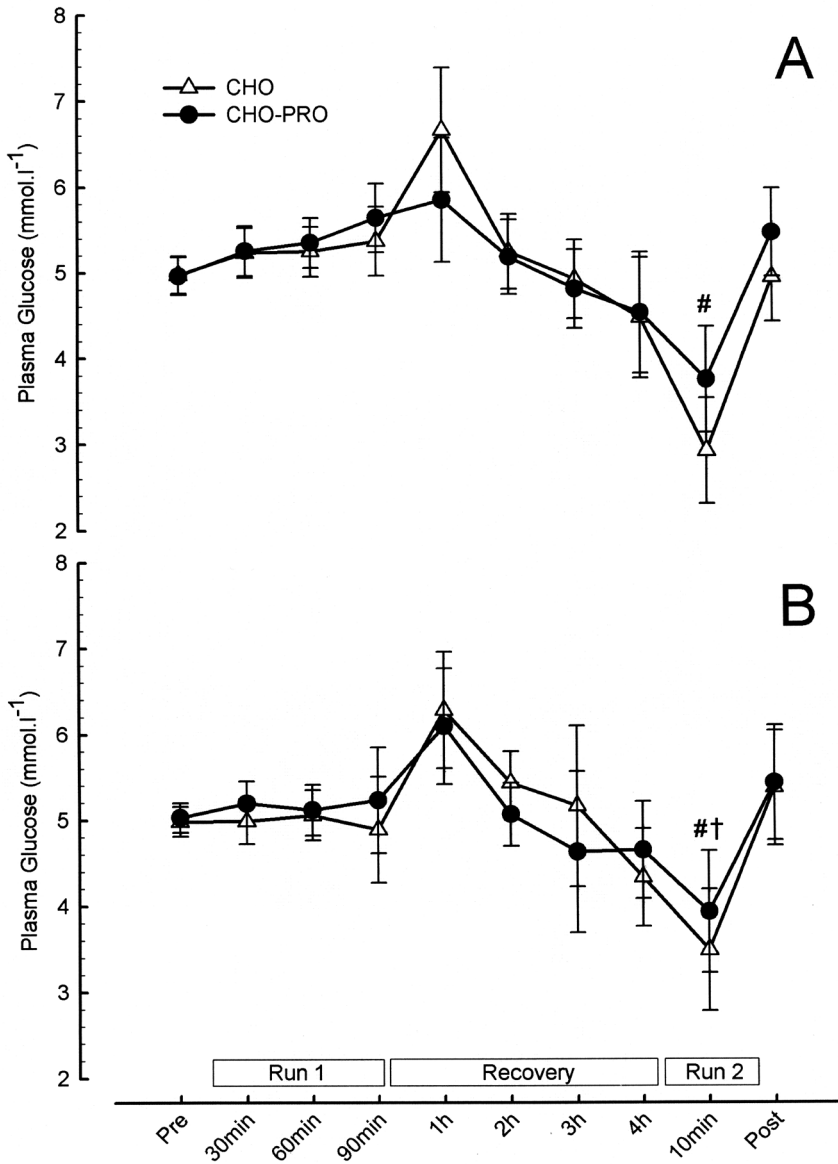 8
A
CHO
CHO-PRO
7
6
5
#
4
3
2
Plasma Glucose (mmol.l⁻¹)
8
B
7
6
5
#†
4
3
2
Plasma Glucose (mmol.l⁻¹)
Run 1 Recovery Run 2
Pre 30min 60min 90min 1h 2h 3h 4h 10min Post